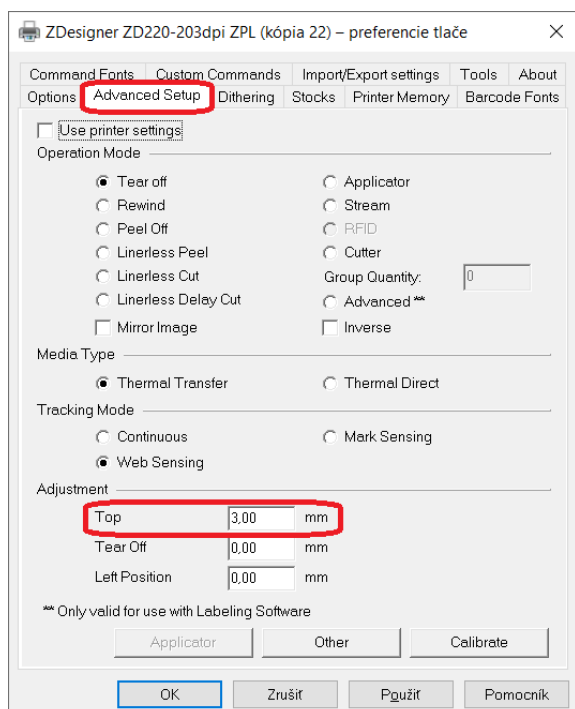 ZDesigner ZD220-203dpi ZPL (kópia 22) – preferencie tlače
Command Fonts Custom Commands Import/Export settings Tools About
Options Advanced Setup Dithering Stocks Printer Memory Barcode Fonts
Use printer settings
Operation Mode
Tear off Applicator
Rewind Stream
Peel Off RFID
Linerless Peel Cutter
Linerless Cut Group Quantity: 0
Linerless Delay Cut Advanced **
Mirror Image Inverse
Media Type
Thermal Transfer Thermal Direct
Tracking Mode
Continuous Mark Sensing
Web Sensing
Adjustment
Top 3,00 mm
Tear Off 0,00 mm
Left Position 0,00 mm
** Only valid for use with Labeling Software
Applicator Other Calibrate
OK Zrušiť Použiť Pomocník